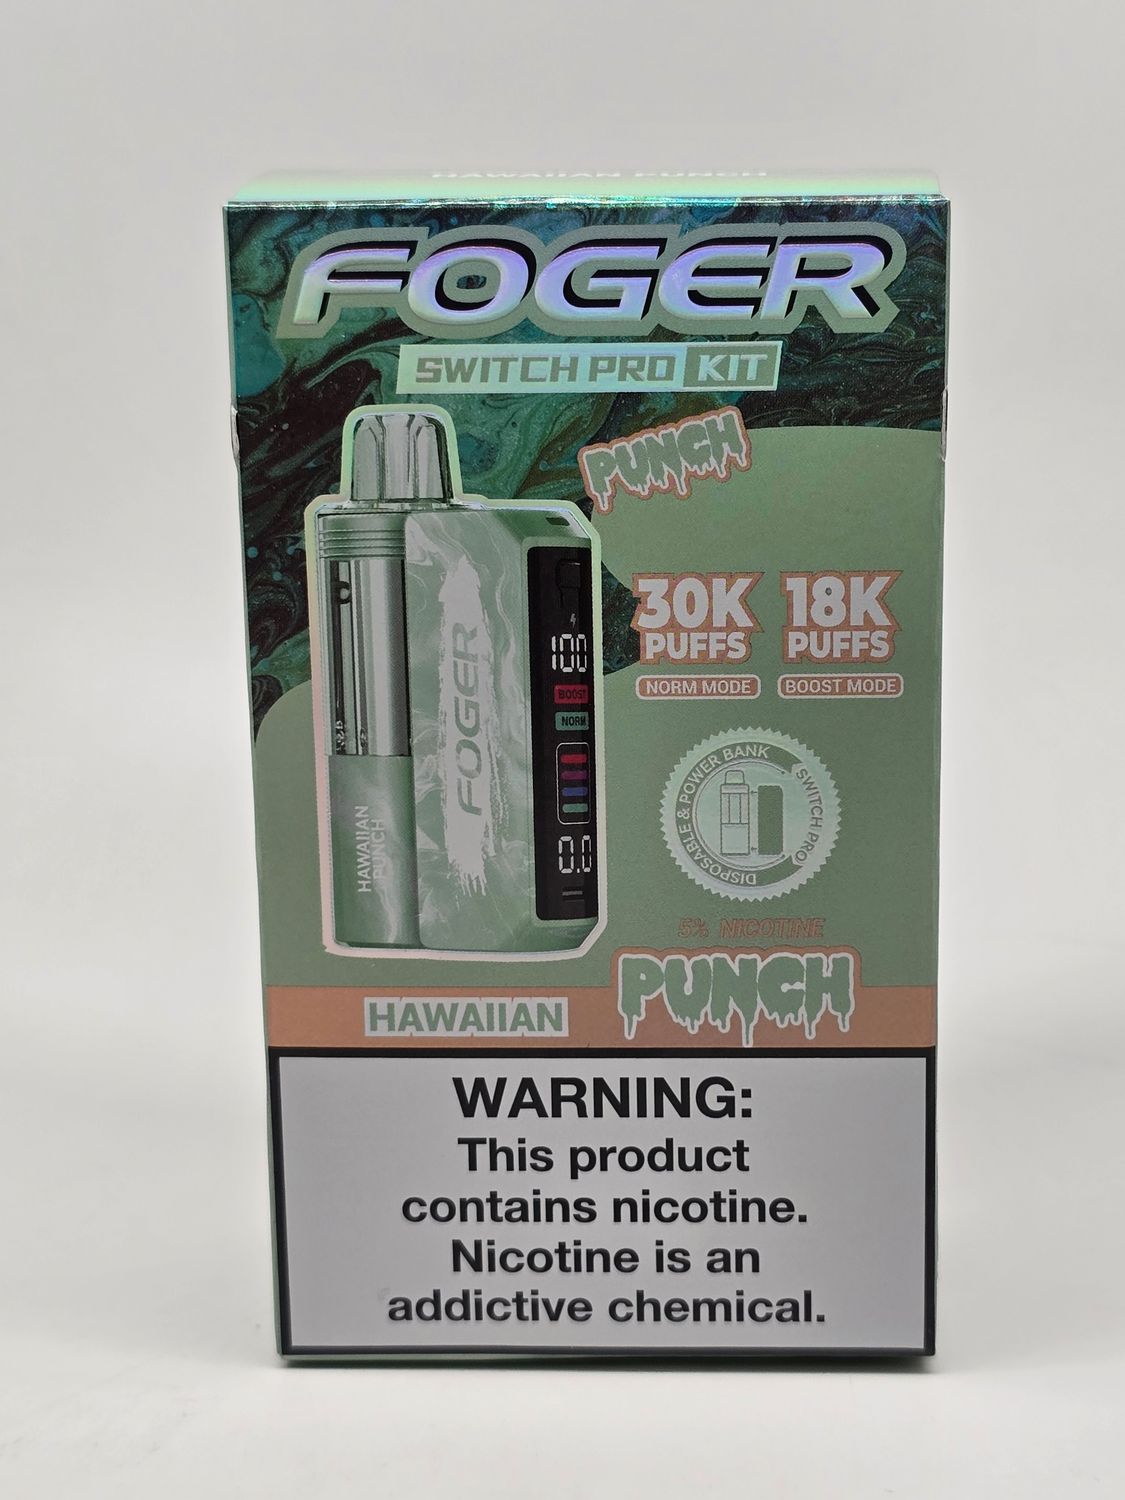 HAWAIIAN PUNCH
FOGER
SWITCH PRO KIT
PUNCH
30K
PUFFS
NORM MODE
18K
PUFFS
BOOST MODE
100
BOOST
NORM
0.0
FOGER
HAWAIIAN
PUNCH
DISPOSABLE & POWER BANK
SWITCH PRO
5% NICOTINE
HAWAIIAN PUNCH
WARNING:
This product
contains nicotine.
Nicotine is an
addictive chemical.